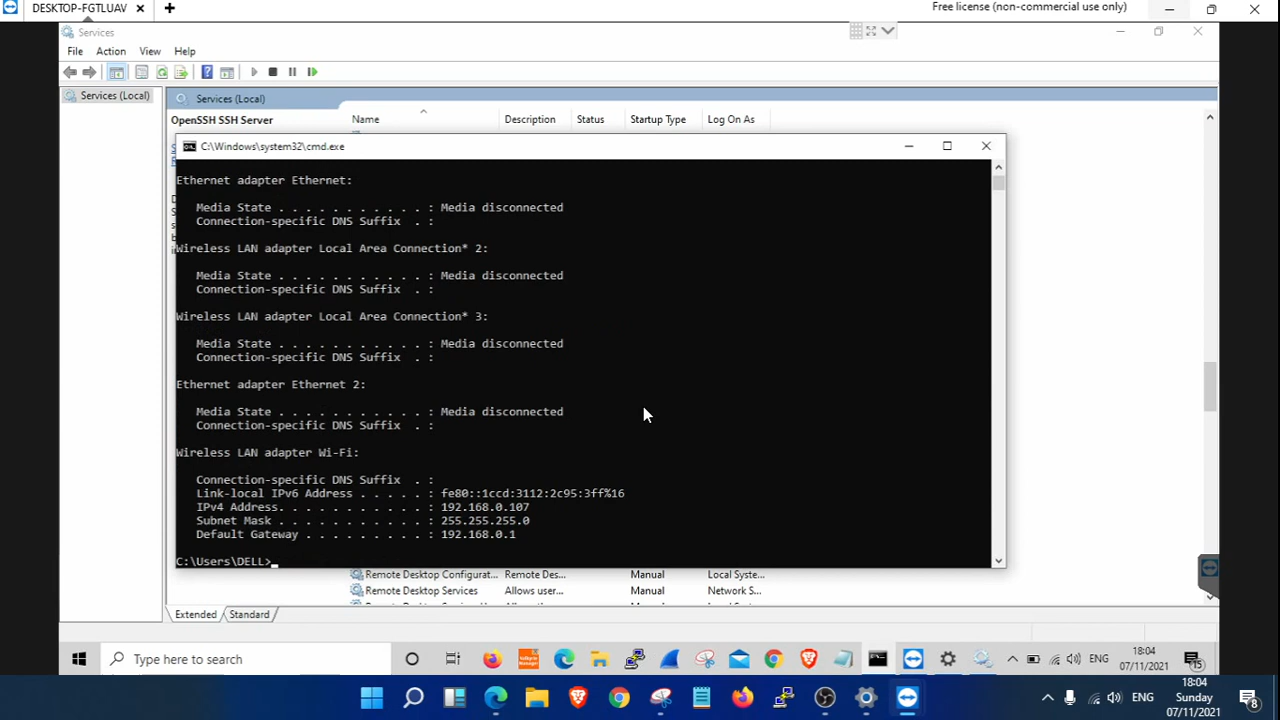 DESKTOP-FGTLUAV
Free license (non-commercial use only)
Services
File Action View Help
Services (Local)
Services (Local)
OpenSSH SSH Server
Name Description Status Startup Type Log On As
C:\Windows\system32\cmd.exe
Ethernet adapter Ethernet:
Media State . . . . . . . . . . . : Media disconnected
Connection-specific DNS Suffix . :
Wireless LAN adapter Local Area Connection* 2:
Media State . . . . . . . . . . . : Media disconnected
Connection-specific DNS Suffix . :
Wireless LAN adapter Local Area Connection* 3:
Media State . . . . . . . . . . . : Media disconnected
Connection-specific DNS Suffix . :
Ethernet adapter Ethernet 2:
Media State . . . . . . . . . . . : Media disconnected
Connection-specific DNS Suffix . :
Wireless LAN adapter Wi-Fi:
Connection-specific DNS Suffix . :
Link-local IPv6 Address . . . . . : fe80::1ccd:3112:2c95:3ff%16
IPv4 Address. . . . . . . . . . . : 192.168.0.107
Subnet Mask . . . . . . . . . . . : 255.255.255.0
Default Gateway . . . . . . . . . : 192.168.0.1
C:\Users\DELL>
Remote Desktop Configurat... Remote Des... Manual Local Syste...
Remote Desktop Services Allows user... Manual Network S...
Extended Standard
Type here to search
ENG
18:04
07/11/2021
15
ENG
18:04
Sunday
07/11/2021
8